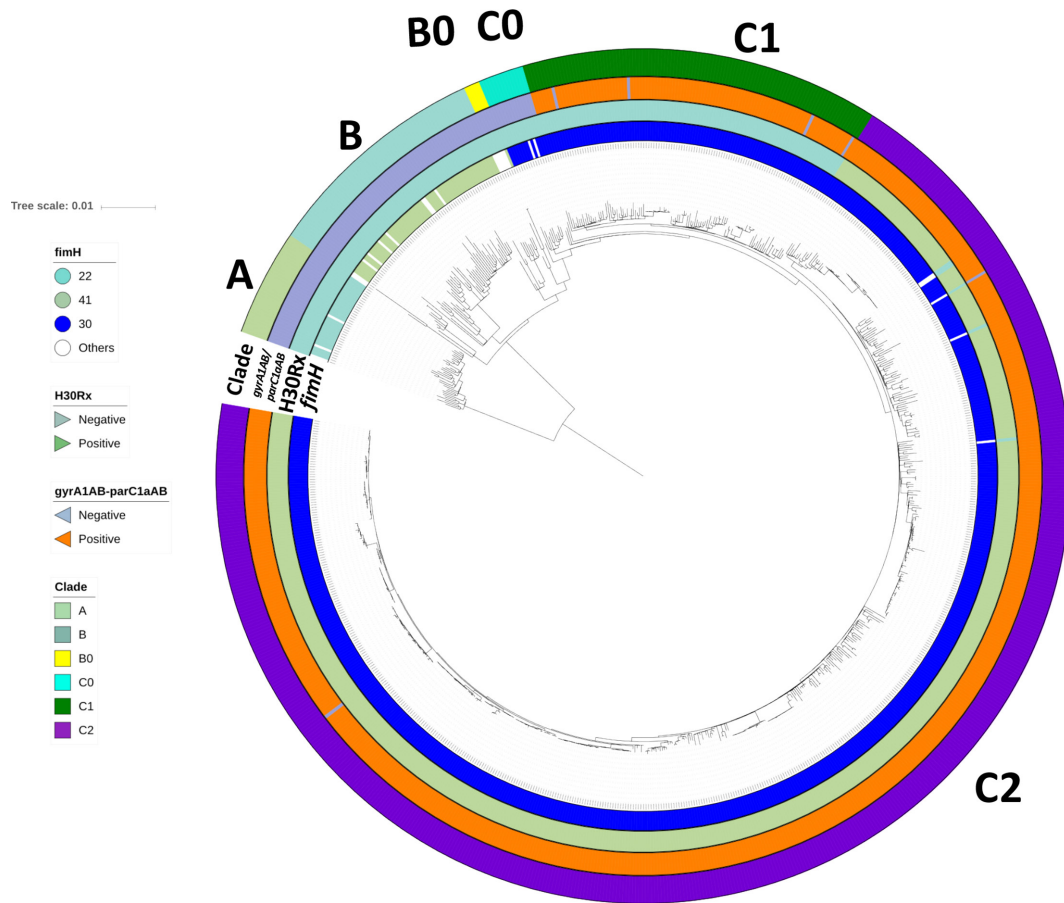 B0 C0
C1
B
A
C2
Clade
gyrA1AB/
parC1aAB
H30Rx
fimH
Tree scale: 0.01
fimH
22
41
30
Others
H30Rx
Negative
Positive
gyrA1AB-parC1aAB
Negative
Positive
Clade
A
B
B0
C0
C1
C2